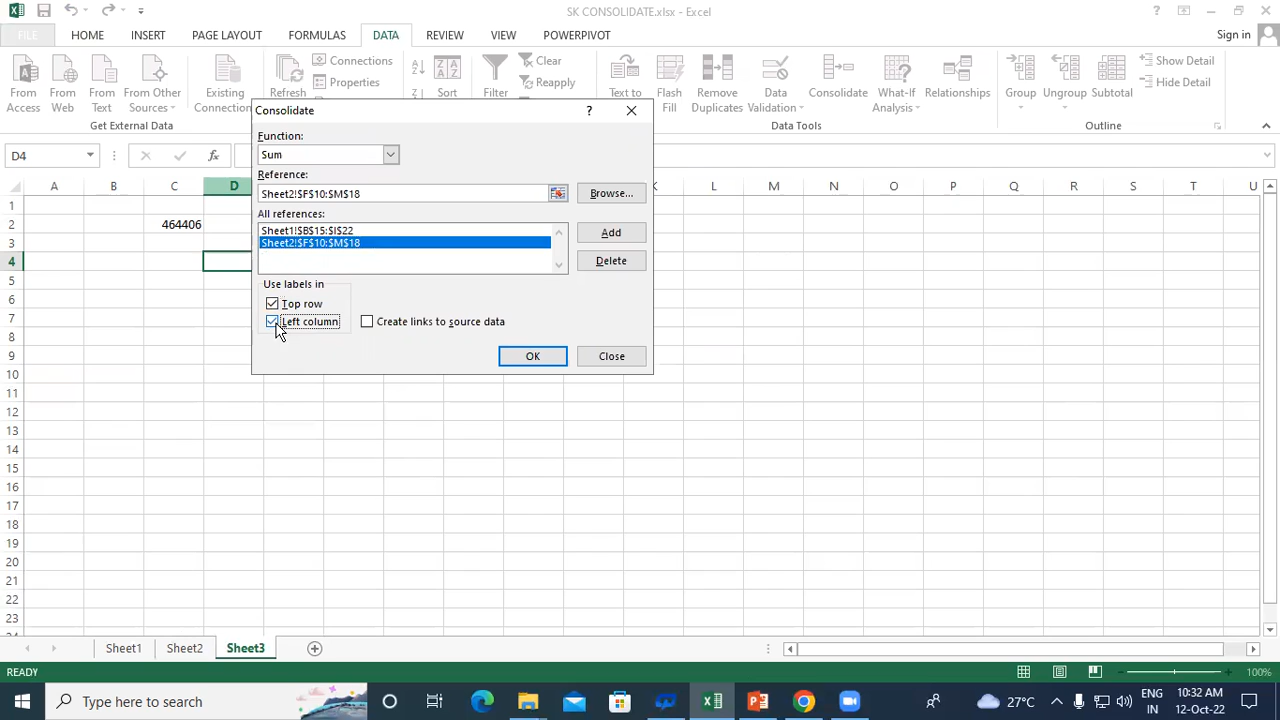 SK CONSOLIDATE.xlsx - Excel
FILE HOME INSERT PAGE LAYOUT FORMULAS DATA REVIEW VIEW POWERPIVOT Sign in
From Access
From Web
From Text
From Other Sources
Existing Connection
Refresh
Connections
Properties
Sort
Filter
Clear
Reapply
Text to
Flash Fill
Remove Duplicates
Data Validation
Consolidate
What-If Analysis
Relationships
Group
Ungroup
Subtotal
Show Detail
Hide Detail
Get External Data
Data Tools
Outline
D4
Consolidate
Function:
Sum
Reference:
Sheet2!$F$10:$M$18
Browse...
All references:
Sheet1!$B$15:$I$22
Sheet2!$F$10:$M$18
Add
Delete
Use labels in
Top row
Left column
Create links to source data
OK
Close
A B C D K L M N O P Q R S T U
1
2 464406
3
4
5
6
7
8
9
10
11
12
13
14
15
16
17
18
19
20
21
22
23
Sheet1 Sheet2 Sheet3
READY
100%
Type here to search
27°C
ENG
IN
10:32 AM
12-Oct-22